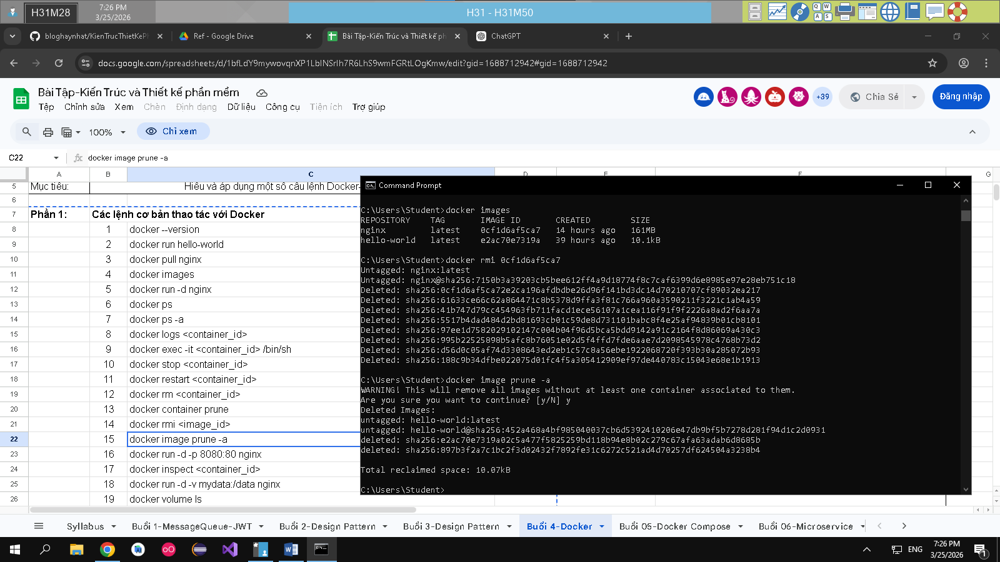 H31M28
7:26 PM
3/25/2026
H31 - H31M50
bloghaynhat/KienTrucThietKeP
Ref - Google Drive
Bài Tập-Kiến Trúc và Thiết kế ph
ChatGPT
docs.google.com/spreadsheets/d/1bfLdY9mywovqnXP1LbINSrIh7R6LhS9wmFGRtLOgKmw/edit?gid=1688712942#gid=1688712942
Bài Tập-Kiến Trúc và Thiết kế phần mềm
+39
Chia Sẻ
Đăng nhập
Tệp Chỉnh sửa Xem Chèn Định dạng Dữ liệu Công cụ Tiện ích Trợ giúp
100%
Chỉ xem
C22
docker image prune -a
A B C D E F G
5 Mục tiêu: Hiểu và áp dụng một số câu lệnh Docker-
6
7 Phần 1: Các lệnh cơ bản thao tác với Docker
8 1 docker --version
9 2 docker run hello-world
10 3 docker pull nginx
11 4 docker images
12 5 docker run -d nginx
13 6 docker ps
14 7 docker ps -a
15 8 docker logs <container_id>
16 9 docker exec -it <container_id> /bin/sh
17 10 docker stop <container_id>
18 11 docker restart <container_id>
19 12 docker rm <container_id>
20 13 docker container prune
21 14 docker rmi <image_id>
22 15 docker image prune -a
23 16 docker run -d -p 8080:80 nginx
24 17 docker inspect <container_id>
25 18 docker run -d -v mydata:/data nginx
26 19 docker volume ls
Command Prompt
C:\Users\Student>docker images
REPOSITORY TAG IMAGE ID CREATED SIZE
nginx latest 0cf1d6af5ca7 14 hours ago 161MB
hello-world latest e2ac70e7319a 39 hours ago 10.1kB
C:\Users\Student>docker rmi 0cf1d6af5ca7
Untagged: nginx:latest
Untagged: nginx@sha256:7150b3a39203cb5bee612ff4a9d18774f8c7caf6399d6e8985e97e28eb751c18
Deleted: sha256:0cf1d6af5ca72e2ca196afdbdbe26d96f141bd3dc14d70210707cf89032ea217
Deleted: sha256:61633ce66c62a864471c8b5378d9ffa3f81c766a960a3590211f3221c1ab4a59
Deleted: sha256:41b747d79cc454963fb711facd1ece56107a1cea116f91f9f2226a8ad2f6aa7a
Deleted: sha256:5517b4dad484d2bd81693cb01c59de8d731101babc8f4e25af94839b01cb8101
Deleted: sha256:97ee1d7582029102147c004b04f96d5bca5bdd9142a91c2164f8d86069a430c3
Deleted: sha256:995b22525898b5afc8b76051e02d5f4ffd7fde6aae7d2098545978c4768b73d2
Deleted: sha256:d56d0c05af74d3308643ed2eb1c57c8a56ebe1922068720f393b30a285072b93
Deleted: sha256:188c9b34dfbe022075d01fc4f5a305412909ef97de440783c15043e68e1b1913
C:\Users\Student>docker image prune -a
WARNING! This will remove all images without at least one container associated to them.
Are you sure you want to continue? [y/N] y
Deleted Images:
untagged: hello-world:latest
untagged: hello-world@sha256:452a468a4bf985040037cb6d5392410206e47db9bf5b7278d281f94d1c2d0931
deleted: sha256:e2ac70e7319a02c5a477f5825259bd118b94e8b02c279c67afa63adab6d8685b
deleted: sha256:897b3f2a7c1bc2f3d02432f7892fe31c6272c521ad4d70257df624504a3238b4
Total reclaimed space: 10.07kB
C:\Users\Student>
Syllabus Buổi 1-MessageQueue-JWT Buổi 2-Design Pattern Buổi 3-Design Pattern Buổi 4-Docker Buổi 05-Docker Compose Buổi 06-Microservice
ENG
7:26 PM
3/25/2026
1